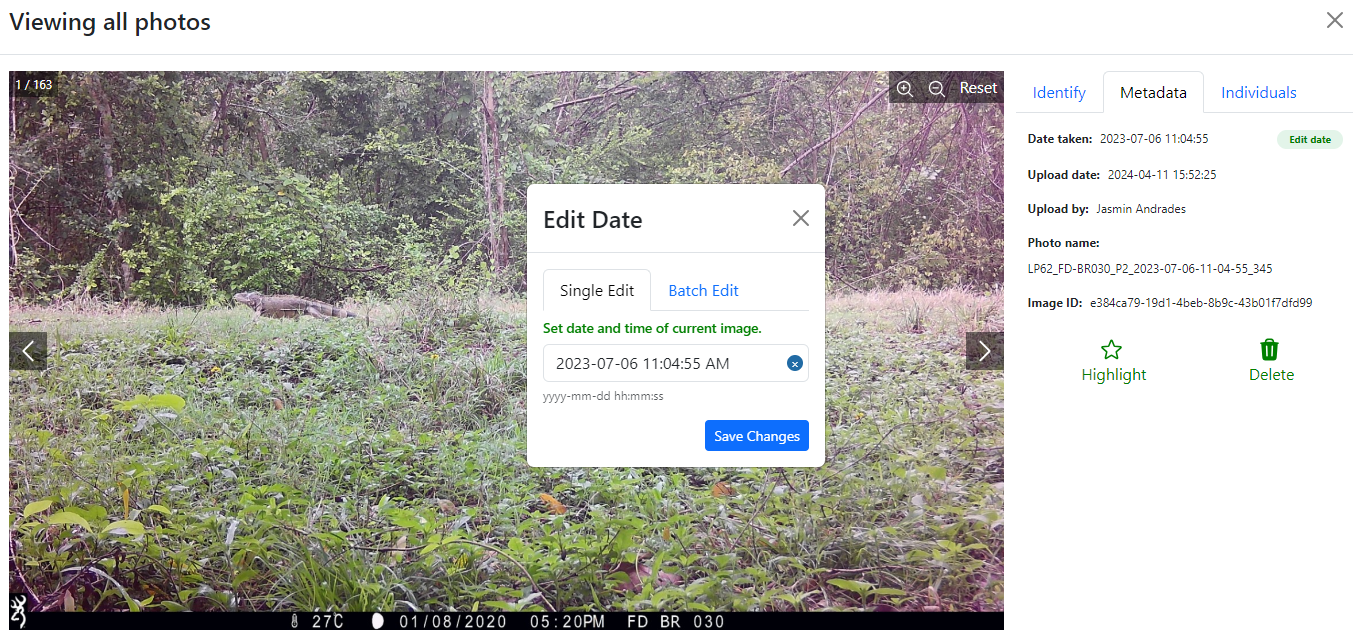 Viewing all photos
1 / 163
Reset
Identify
Metadata
Individuals
Date taken: 2023-07-06 11:04:55
Edit date
Upload date: 2024-04-11 15:52:25
Upload by: Jasmin Andrades
Photo name:
LP62_FD-BR030_P2_2023-07-06-11-04-55_345
Image ID: e384ca79-19d1-4beb-8b9c-43b01f7dfd99
Highlight
Delete
Edit Date
Single Edit
Batch Edit
Set date and time of current image.
2023-07-06 11:04:55 AM
yyyy-mm-dd hh:mm:ss
Save Changes
27C 01/08/2020 05:20PM FD BR 030